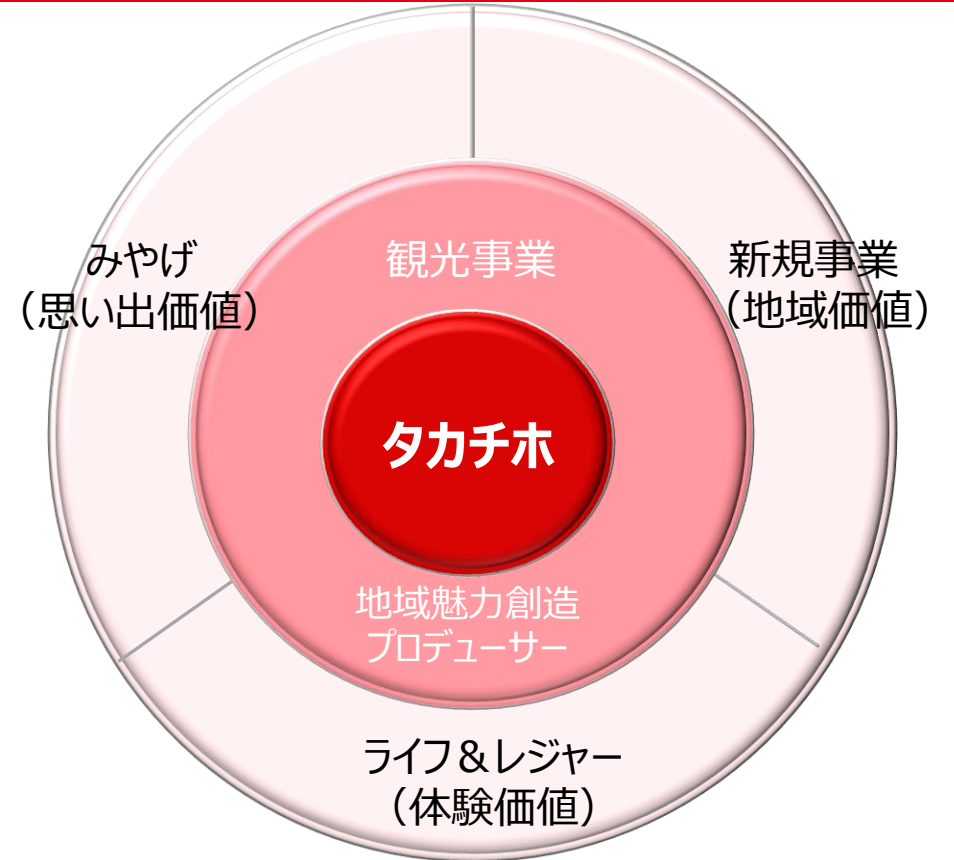 観光事業
みやげ
（思い出価値）
新規事業
（地域価値）
タカチホ
地域魅力創造
プロデューサー
ライフ＆レジャー
（体験価値）